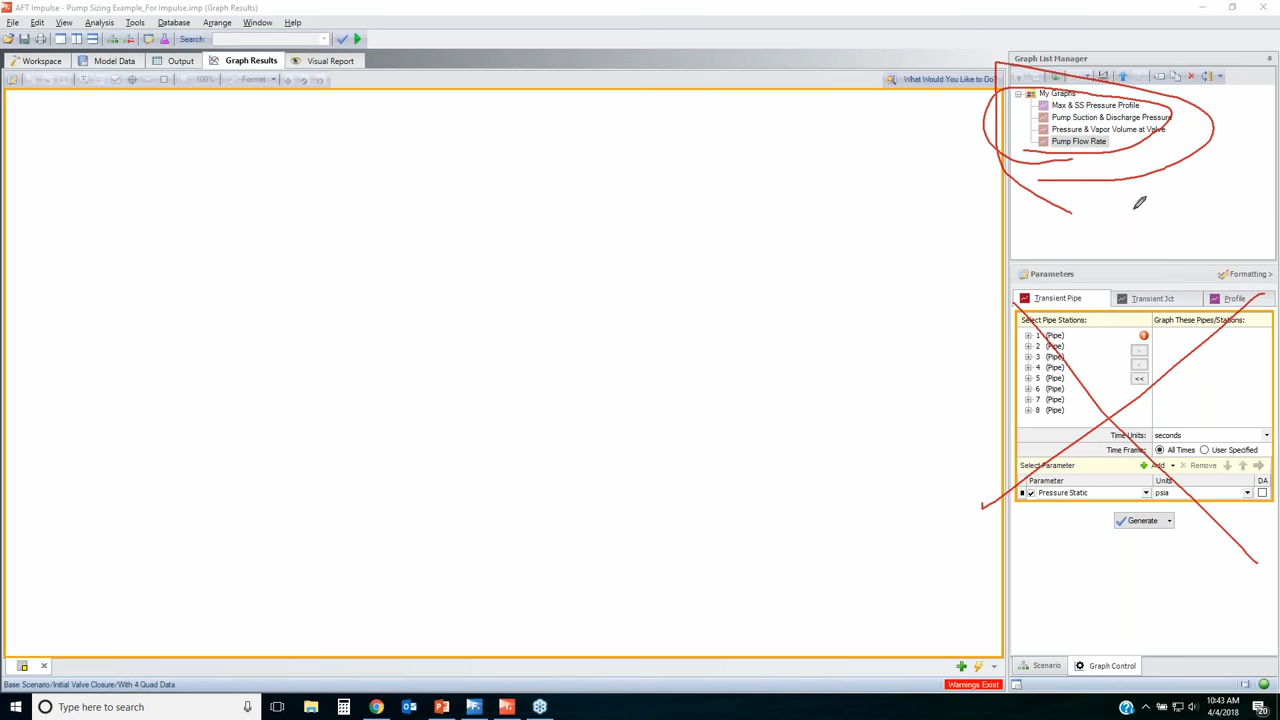 AFT Impulse - Pump Sizing Example_For Impulse.imp (Graph Results)
File Edit View Analysis Tools Database Arrange Window Help
Search:
Workspace Model Data Output Graph Results Visual Report
100% Format What Would You Like to Do?
Graph List Manager
My Graphs
Max & SS Pressure Profile
Pump Suction & Discharge Pressure
Pressure & Vapor Volume at Valve
Pump Flow Rate
Parameters Formatting >
Transient Pipe Transient Jct Profile
Select Pipe Stations: Graph These Pipes/Stations:
1 (Pipe)
2 (Pipe)
3 (Pipe)
4 (Pipe)
5 (Pipe)
6 (Pipe)
7 (Pipe)
8 (Pipe)
>
<
<<
Time Units: seconds
Time Frame: All Times User Specified
Select Parameter Add Remove
Parameter Units DA
Pressure Static psia
Generate
Scenario Graph Control
Base Scenario/Initial Valve Closure/With 4 Quad Data Warnings Exist
Type here to search
10:43 AM
4/4/2018
20